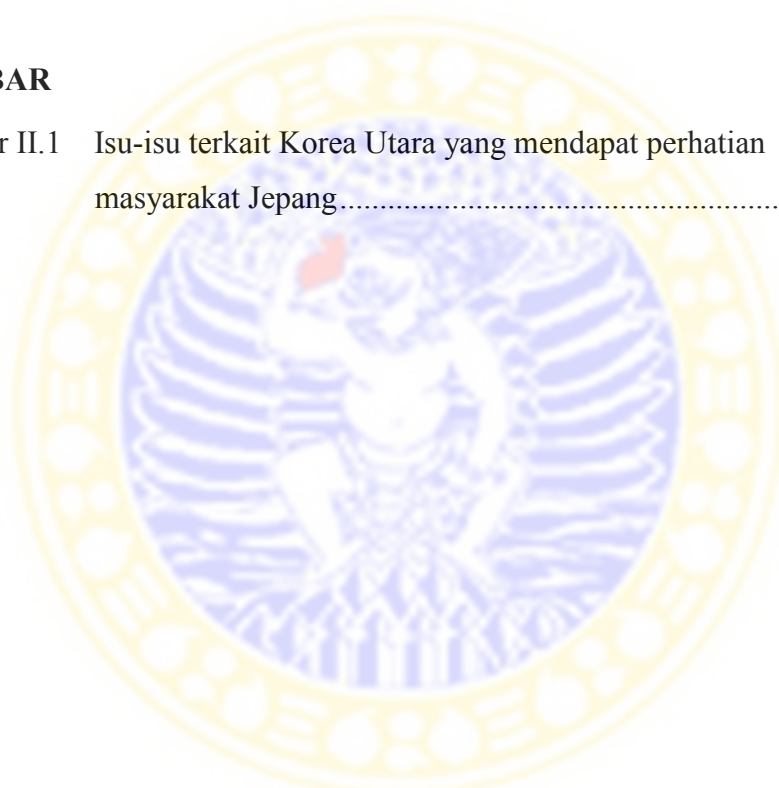 BAR
r II.1 Isu-isu terkait Korea Utara yang mendapat perhatian
masyarakat Jepang.......................................................